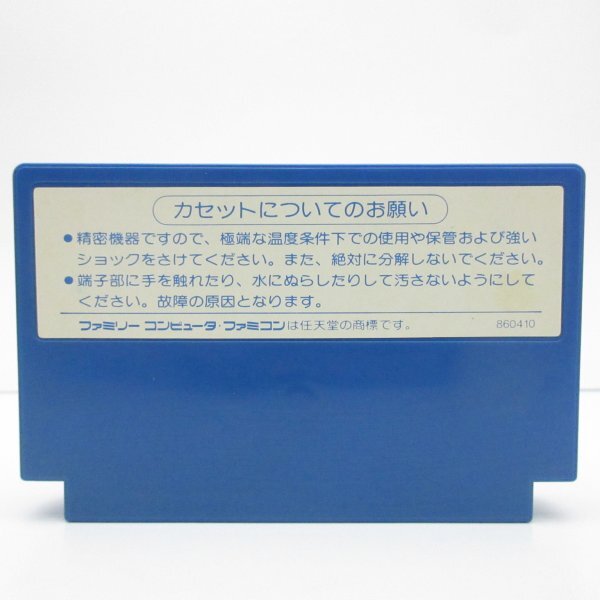 カセットについてのお願い
●精密機器ですので、極端な温度条件下での使用や保管および強い
ショックをさけてください。また、絶対に分解しないでください。
●端子部に手を触れたり、水にぬらしたりして汚さないようにして
ください。故障の原因となります。
ファミリー コンピュータ・ファミコンは任天堂の商標です。 860410